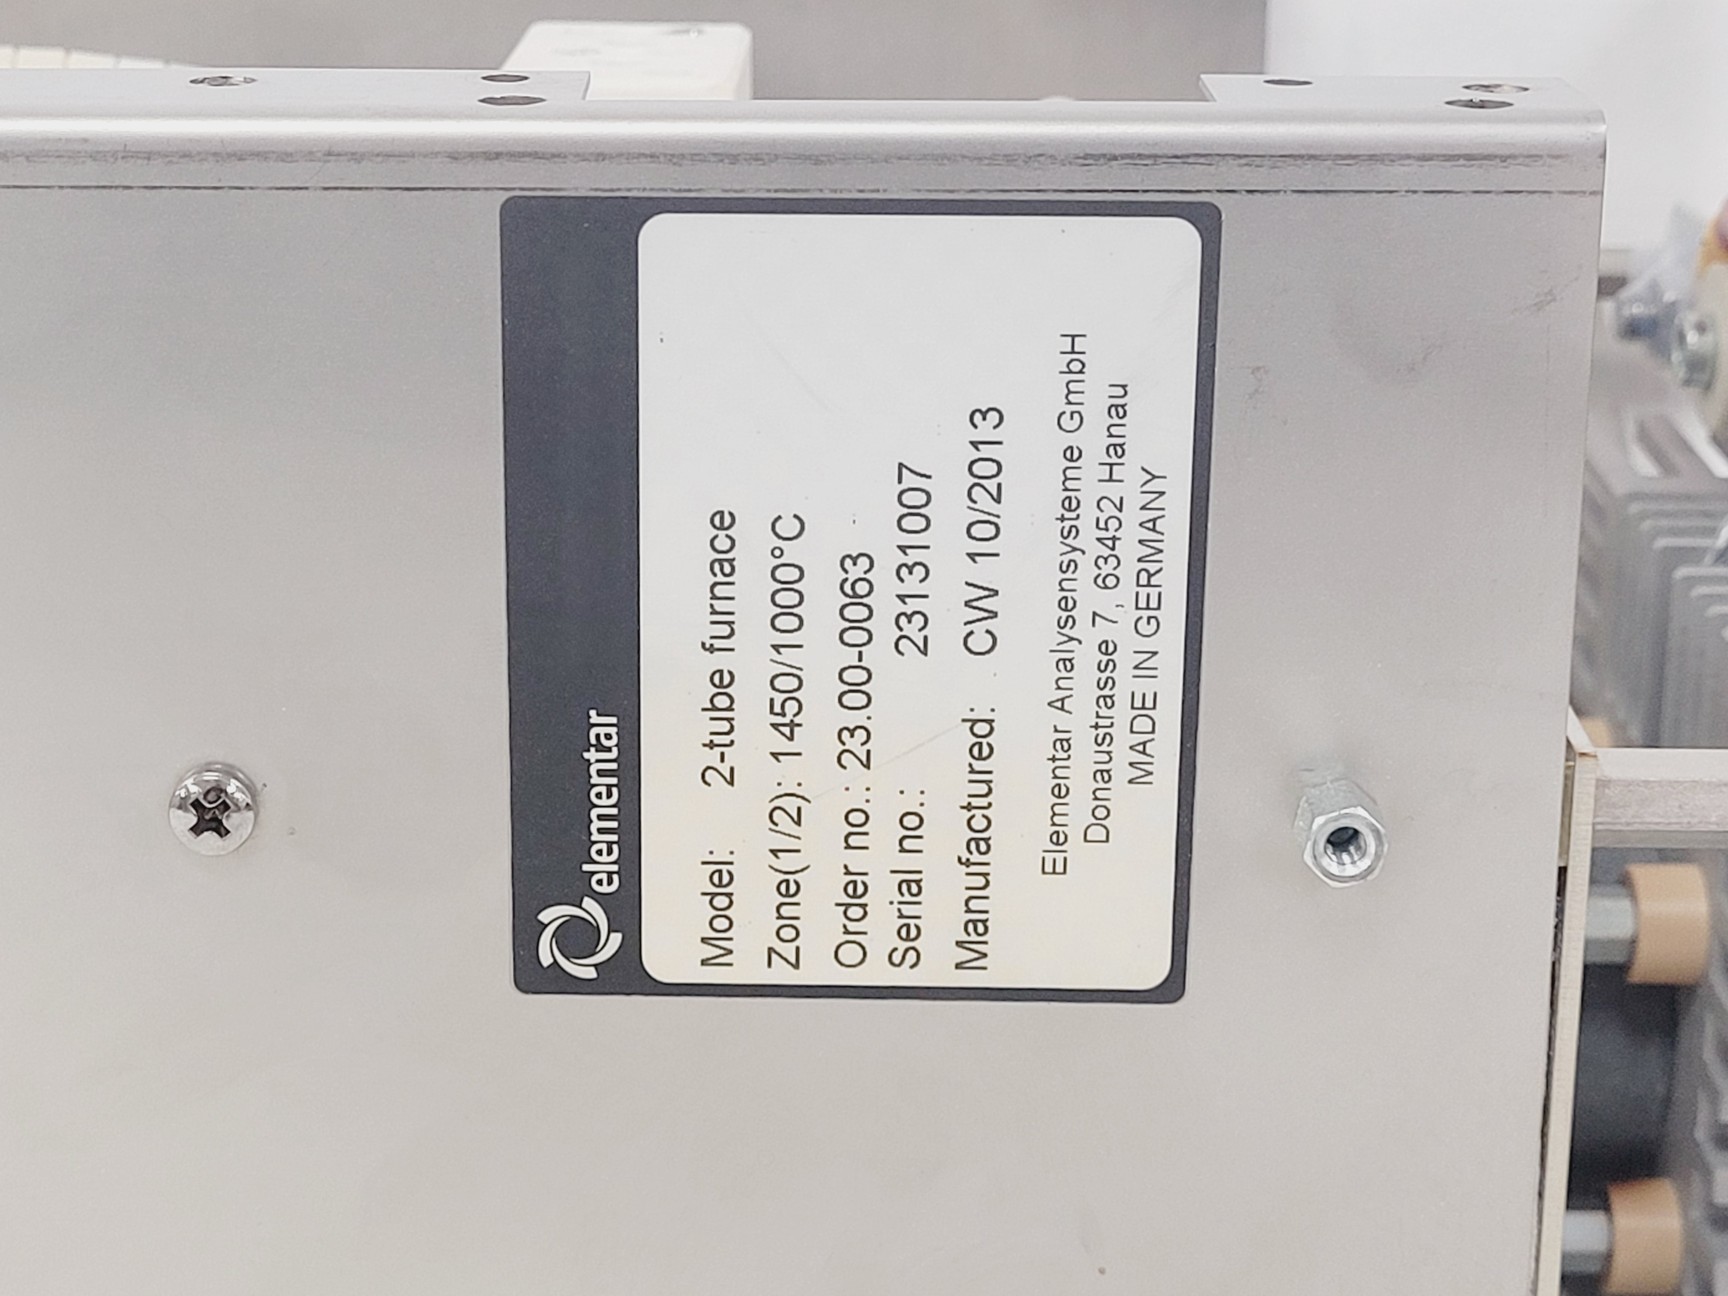 elementar
Model: 2-tube furnace
Zone(1/2): 1450/1000°C
Order no.: 23.00-0063
Serial no.: 23131007
Manufactured: CW 10/2013
Elementar Analysensysteme GmbH
Donaustrasse 7, 63452 Hanau
MADE IN GERMANY